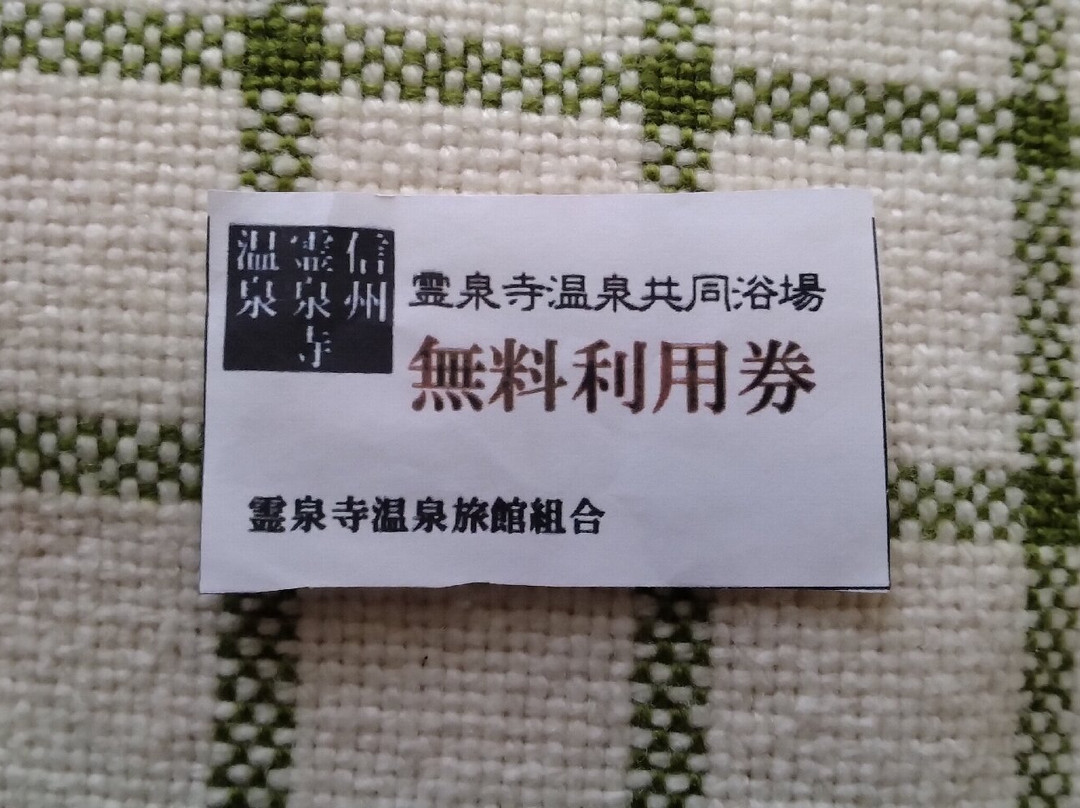 信州
霊泉寺
温泉
霊泉寺温泉共同浴場
無料利用券
霊泉寺温泉旅館組合